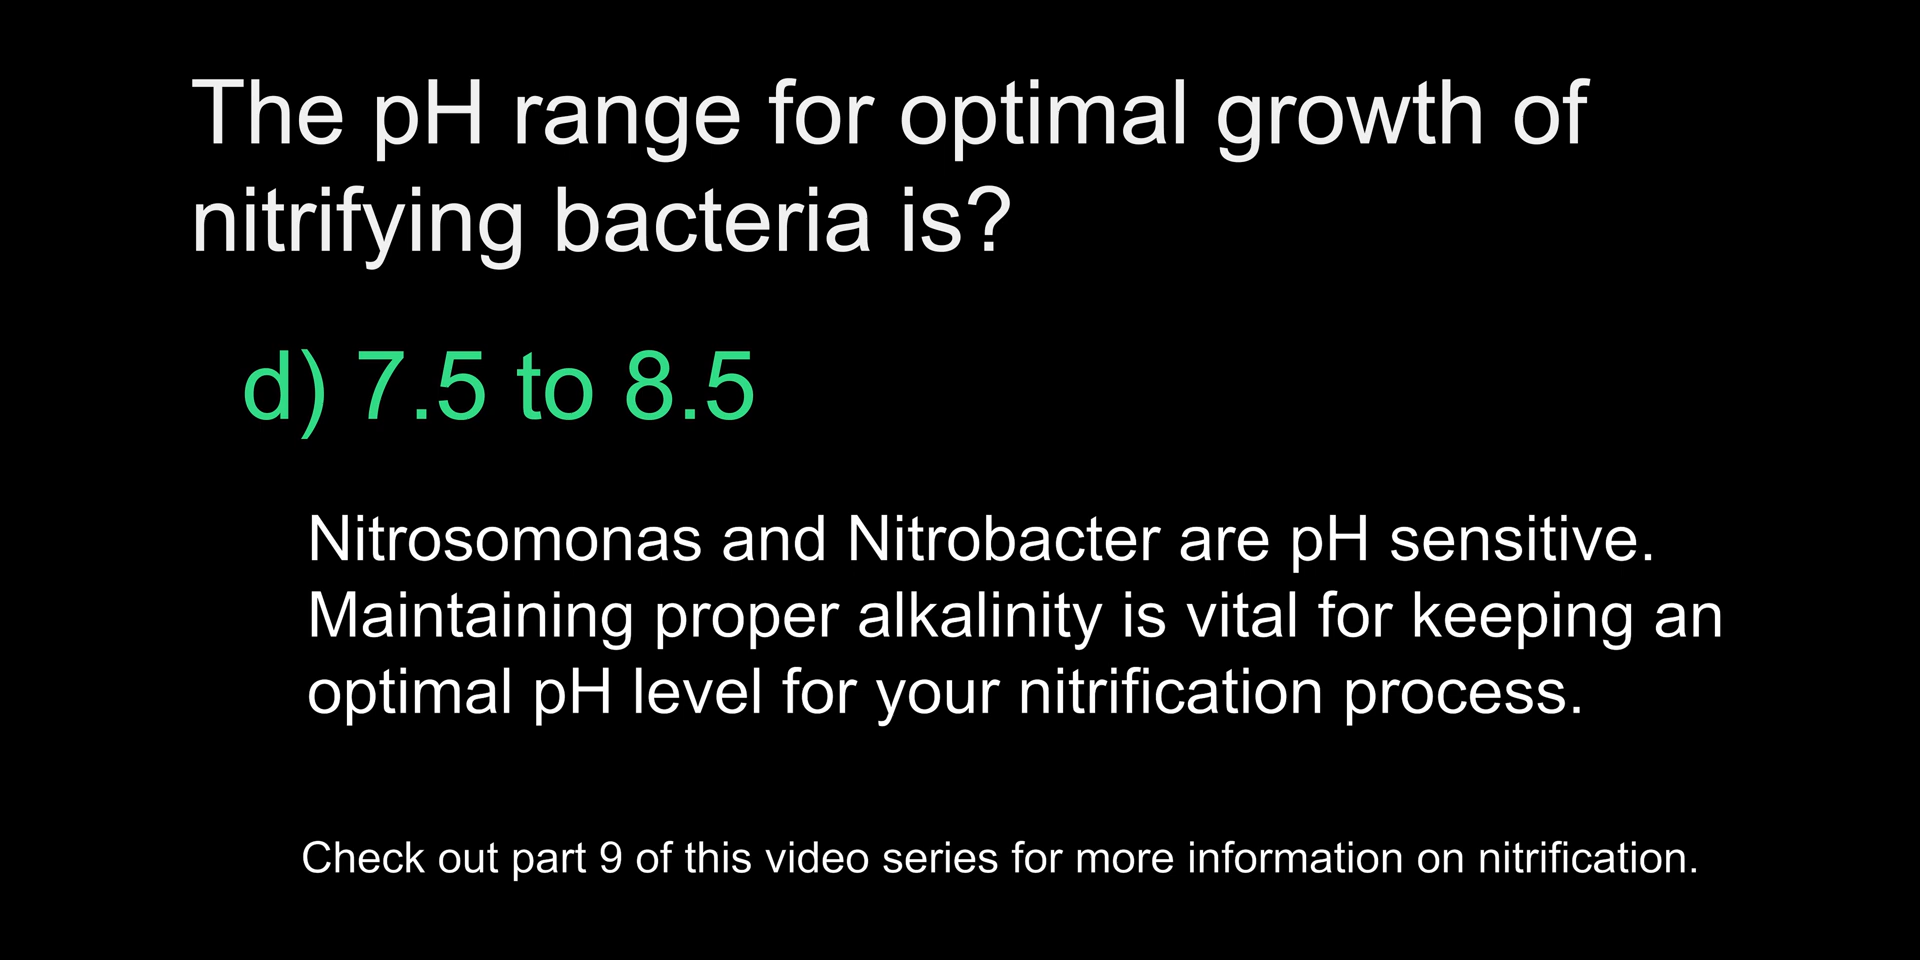 The pH range for optimal growth of
nitrifying bacteria is?
d) 7.5 to 8.5
Nitrosomonas and Nitrobacter are pH sensitive.
Maintaining proper alkalinity is vital for keeping an
optimal pH level for your nitrification process.
Check out part 9 of this video series for more information on nitrification.